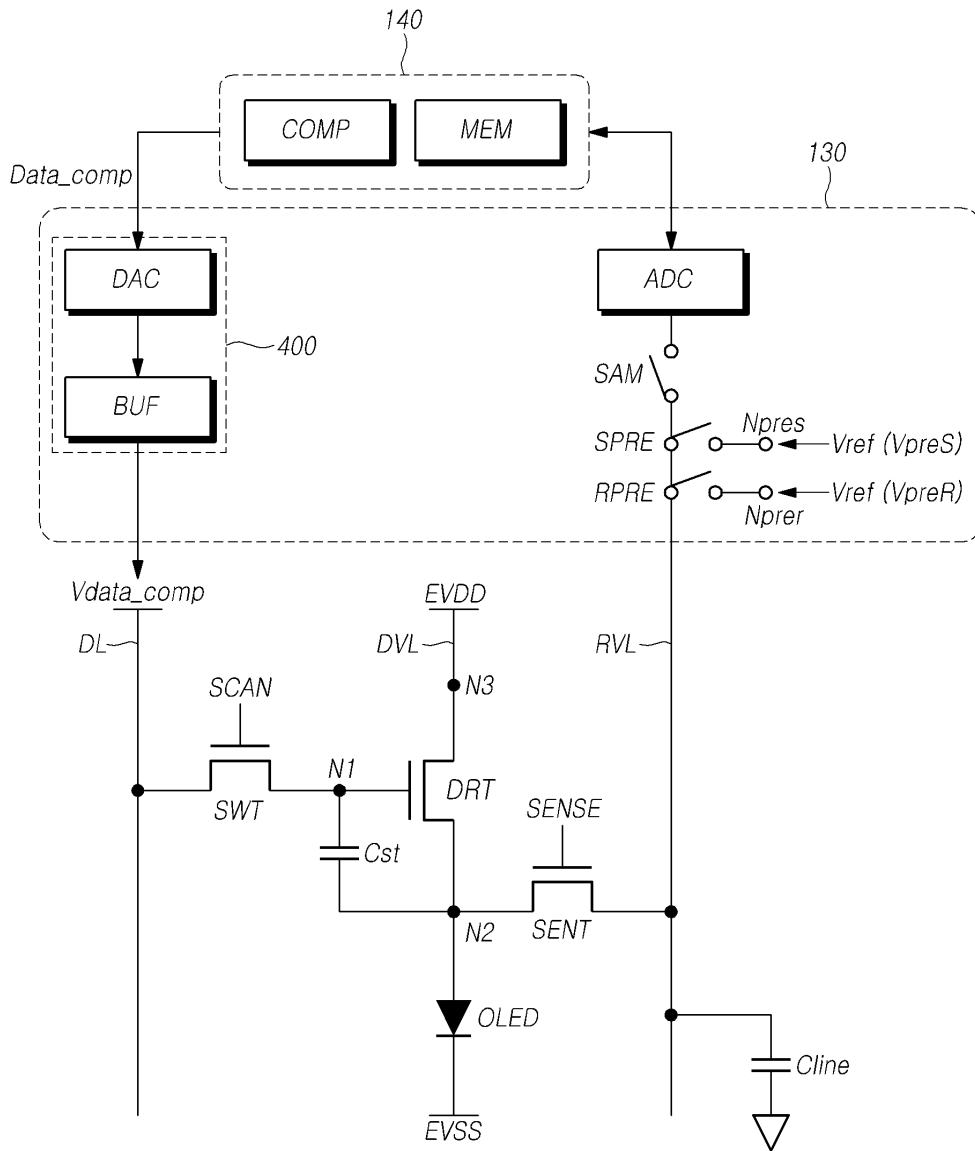 140
COMP
MEM
Data_comp
130
DAC
ADC
400
BUF
SAM
SPRE
Npres
Vref (VpreS)
RPRE
Nprer
Vref (VpreR)
Vdata_comp
EVDD
DL
DVL
RVL
N3
SCAN
N1
DRT
SWT
SENSE
Cst
N2
SENT
OLED
Cline
EVSS